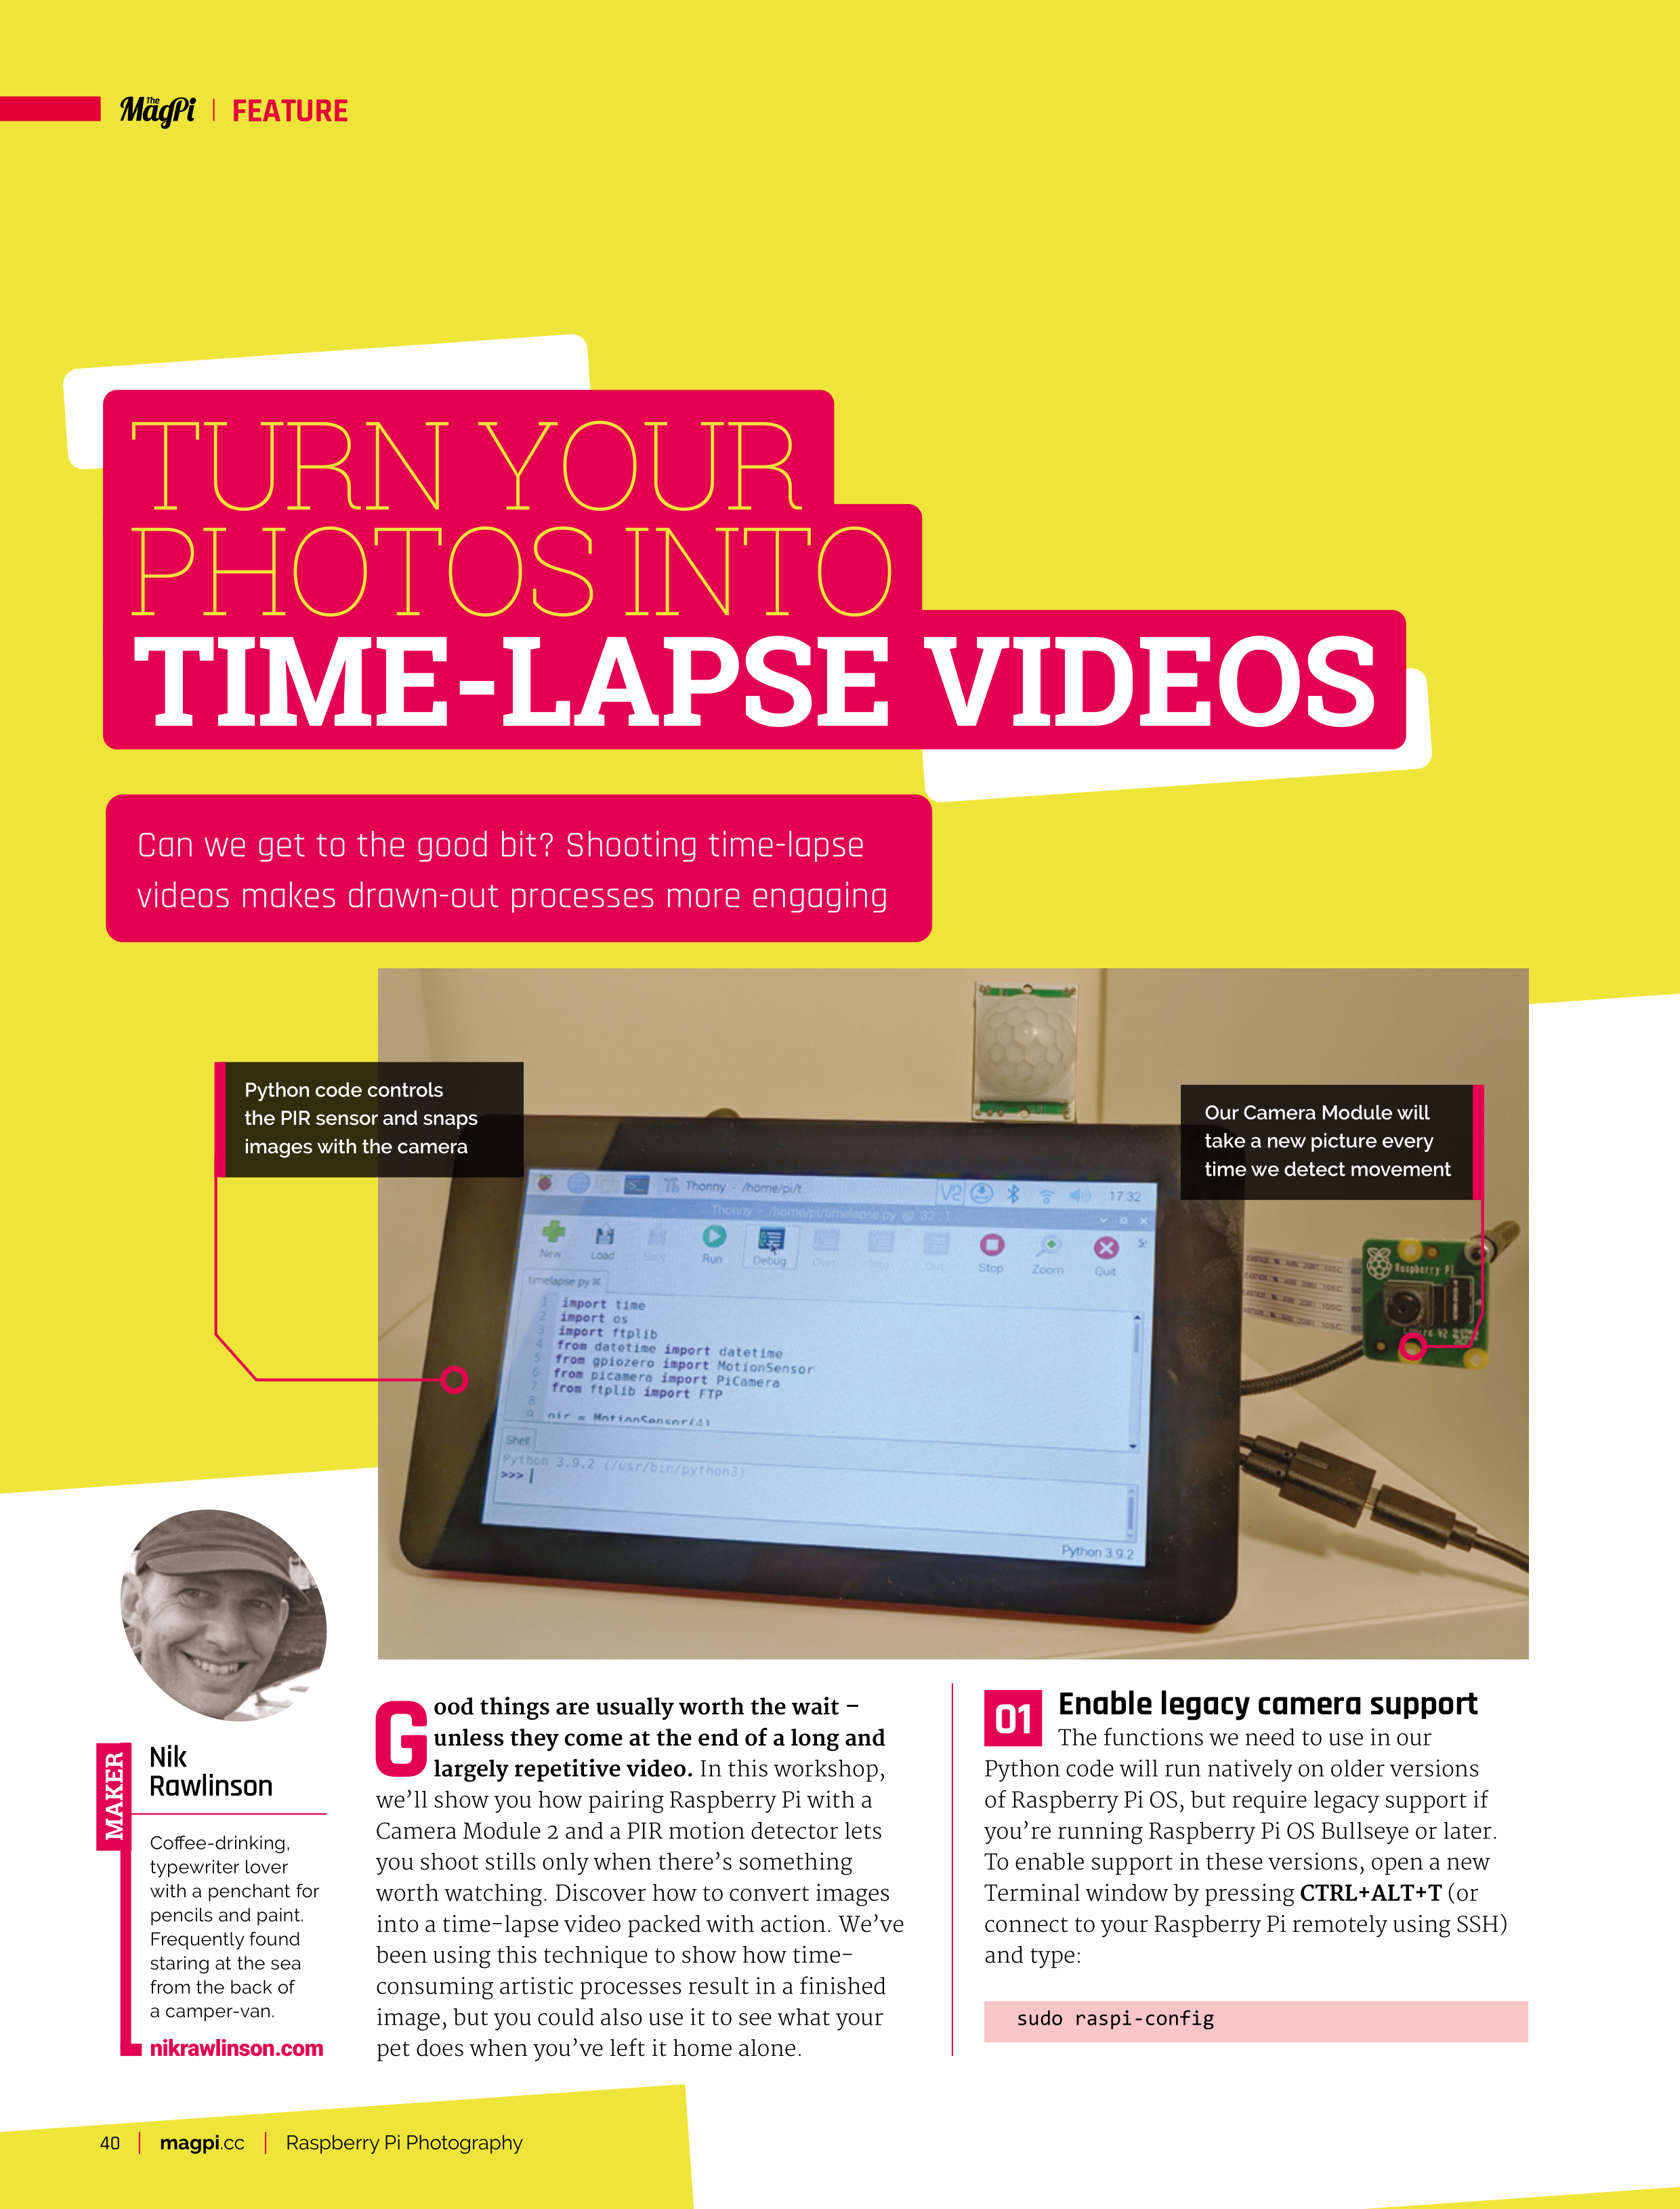 The MagPi | FEATURE
TURN YOUR
PHOTOS INTO
TIME-LAPSE VIDEOS
Can we get to the good bit? Shooting time-lapse
videos makes drawn-out processes more engaging
Python code controls
the PIR sensor and snaps
images with the camera
Our Camera Module will
take a new picture every
time we detect movement
Thonny - /home/pi/t...
17:32
Thonny - /home/pi/timelapse.py @ 32 : 1
New Load Save Run Debug Over Into Out Stop Zoom Quit
timelapse.py
1 import time
2 import os
3 import ftplib
4 from datetime import datetime
5 from gpiozero import MotionSensor
6 from picamera import PiCamera
7 from ftplib import FTP
8
9 pir = MotionSensor(4)
Shell
Python 3.9.2 (/usr/bin/python3)
>>>
Python 3.9.2
Raspberry Pi
Camera V2
MAKER
Nik
Rawlinson
Coffee-drinking,
typewriter lover
with a penchant for
pencils and paint.
Frequently found
staring at the sea
from the back of
a camper-van.
nikrawlinson.com
Good things are usually worth the wait –
unless they come at the end of a long and
largely repetitive video. In this workshop,
we’ll show you how pairing Raspberry Pi with a
Camera Module 2 and a PIR motion detector lets
you shoot stills only when there’s something
worth watching. Discover how to convert images
into a time-lapse video packed with action. We’ve
been using this technique to show how time-
consuming artistic processes result in a finished
image, but you could also use it to see what your
pet does when you’ve left it home alone.
01 Enable legacy camera support
The functions we need to use in our
Python code will run natively on older versions
of Raspberry Pi OS, but require legacy support if
you’re running Raspberry Pi OS Bullseye or later.
To enable support in these versions, open a new
Terminal window by pressing CTRL+ALT+T (or
connect to your Raspberry Pi remotely using SSH)
and type:
sudo raspi-config
40 | magpi.cc | Raspberry Pi Photography